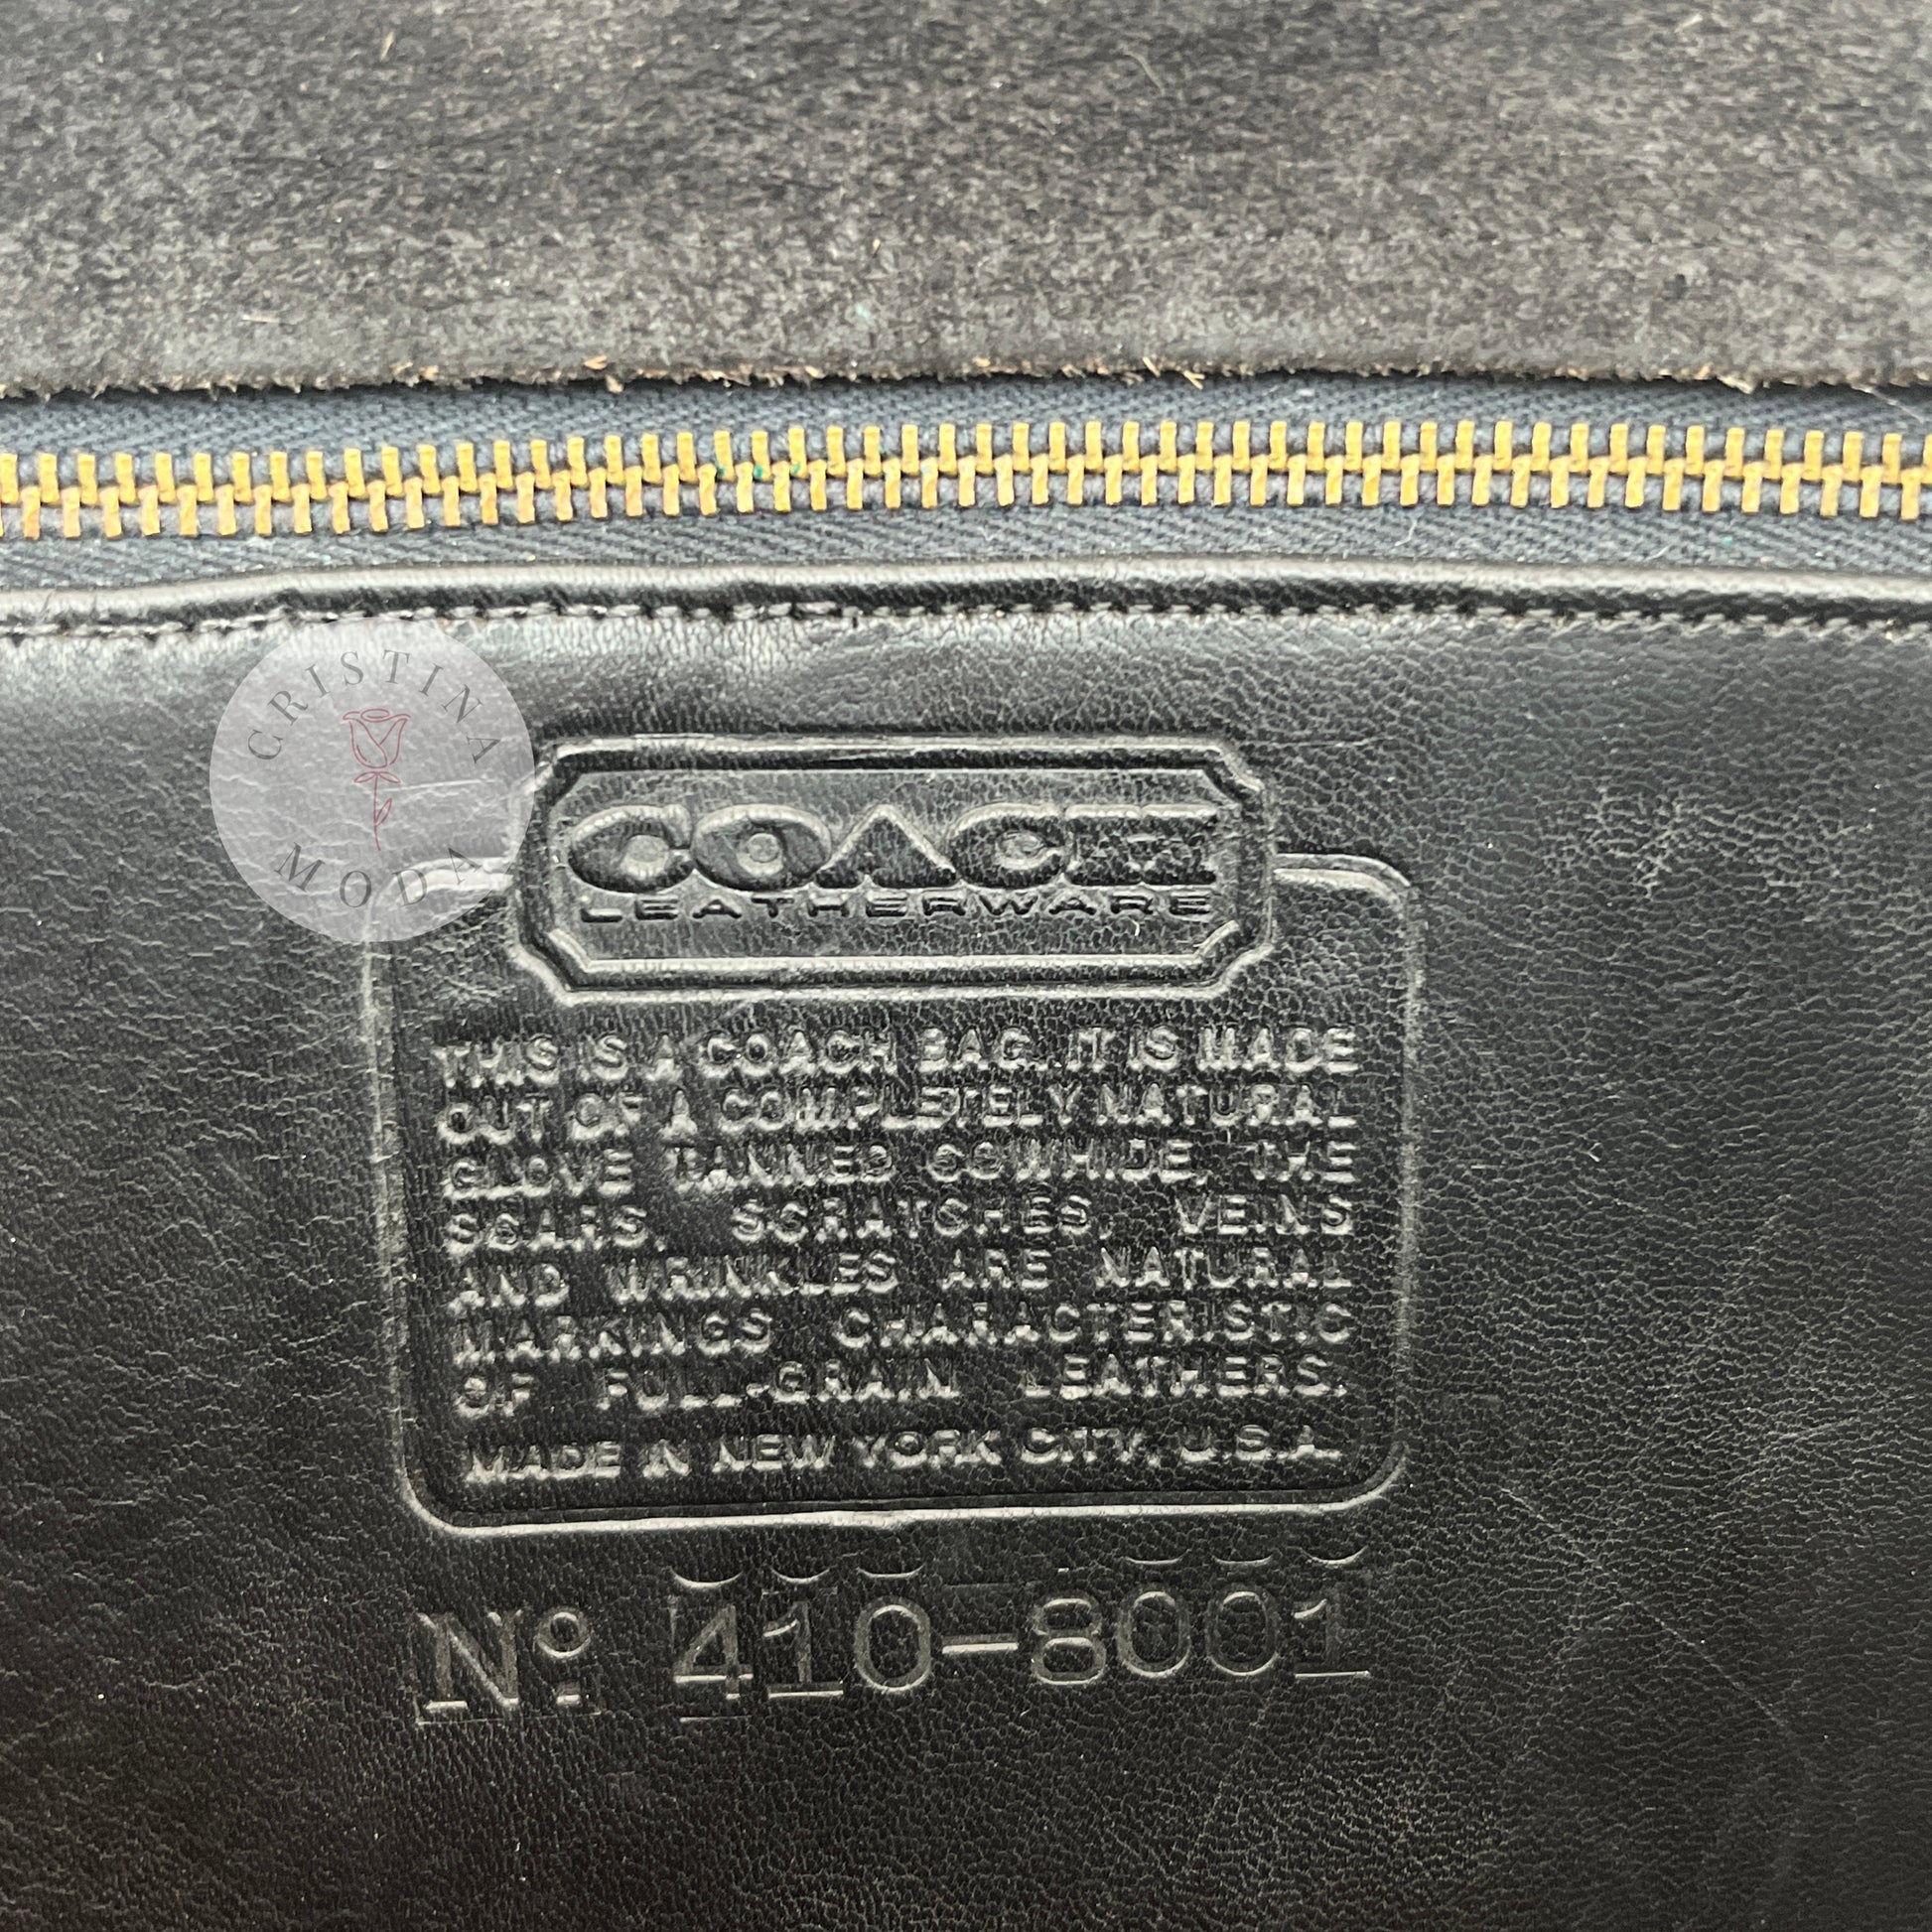 CRISTINA
MODA
COACH
LEATHERWARE
THIS IS A COACH BAG. IT IS MADE
OUT OF A COMPLETELY NATURAL
GLOVE TANNED COWHIDE, THE
SCARS, SCRATCHES, VEINS
AND WRINKLES ARE NATURAL
MARKINGS CHARACTERISTIC
OF FULL-GRAIN LEATHERS.
MADE IN NEW YORK CITY, U.S.A.
Nº 410-8001